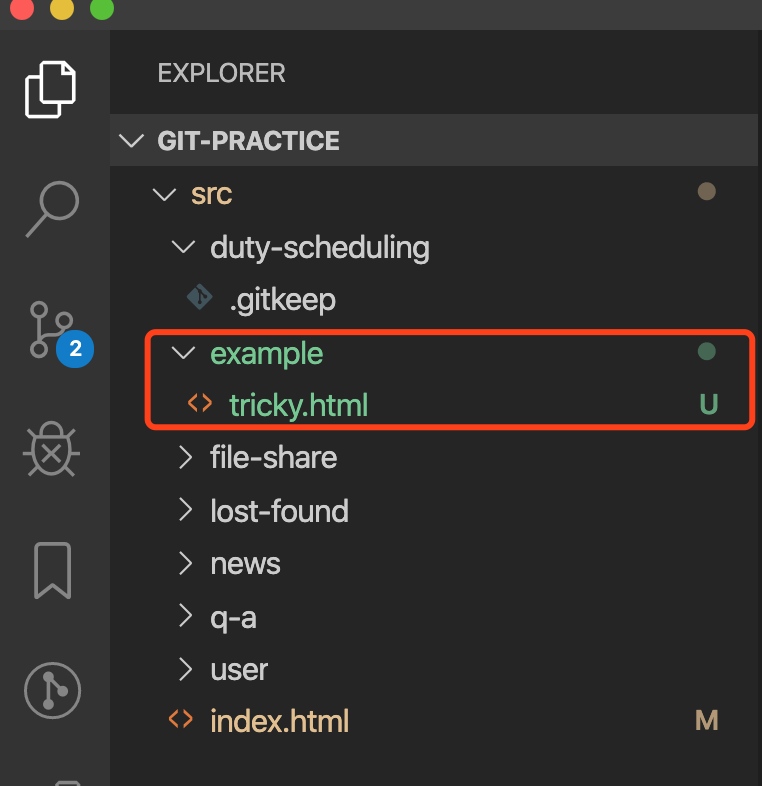 EXPLORER
GIT-PRACTICE
src
duty-scheduling
.gitkeep
2
example
tricky.html U
file-share
lost-found
news
q-a
user
index.html M